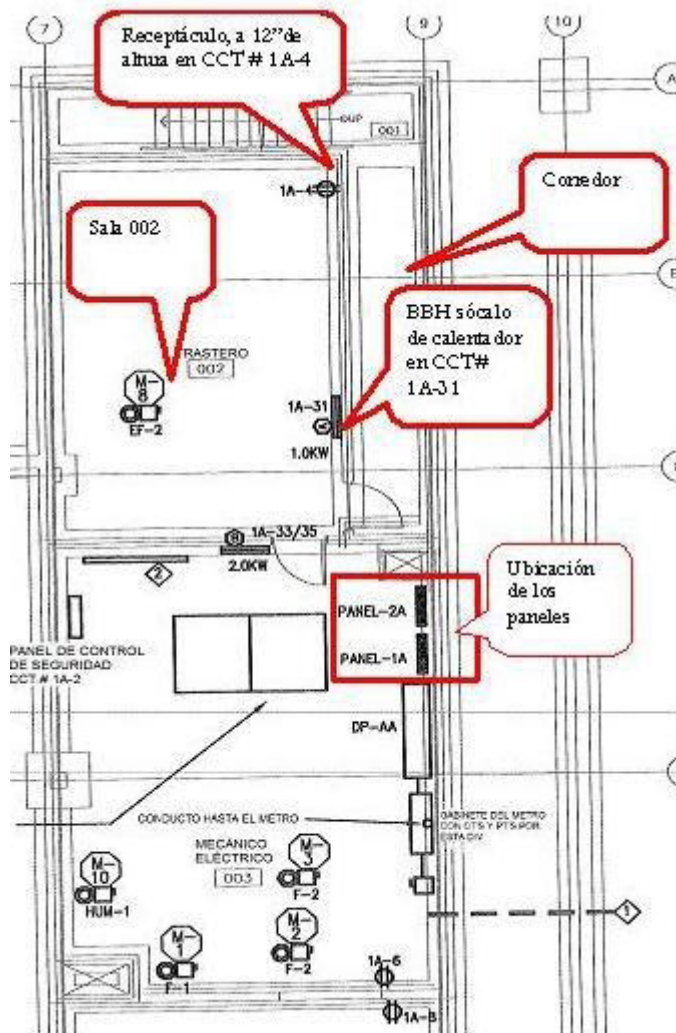 7
9
10
A
Receptáculo, a 12” de
altura en CCT # 1A-4
UP
001
1A-4
Corredor
Sala 002
BBH sócalo
de calentador
en CCT#
1A-31
RASTERO
002
M-
8
EF-2
1A-31
1.0KW
1A-33/35
2.0KW
2
Ubicación
de los
paneles
PANEL-2A
PANEL-1A
PANEL DE CONTROL
DE SEGURIDAD
CCT # 1A-2
DP-AA
CONDUCTO HASTA EL METRO
GABINETE DEL METRO
CON CTS Y PTS POR
MECÁNICO
ELÉCTRICO
003
M-
3
F-2
M-
10
HUM-1
M-
2
F-2
M-
1
F-1
1
1A-6
1A-8